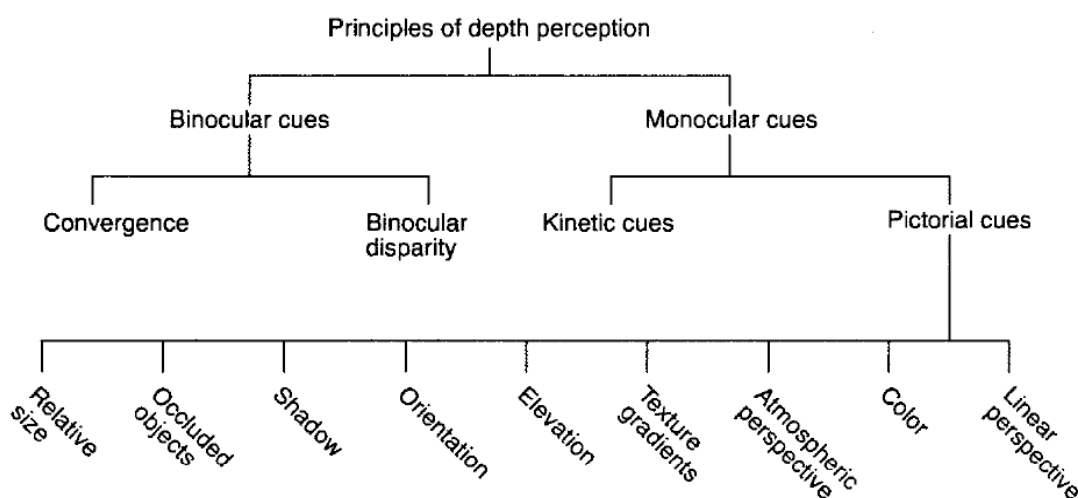 Principles of depth perception
Binocular cues
Monocular cues
Convergence
Binocular
disparity
Kinetic cues
Pictorial cues
Relative
size
Occluded
objects
Shadow
Orientation
Elevation
Texture
gradients
Atmospheric
perspective
Color
Linear
perspective